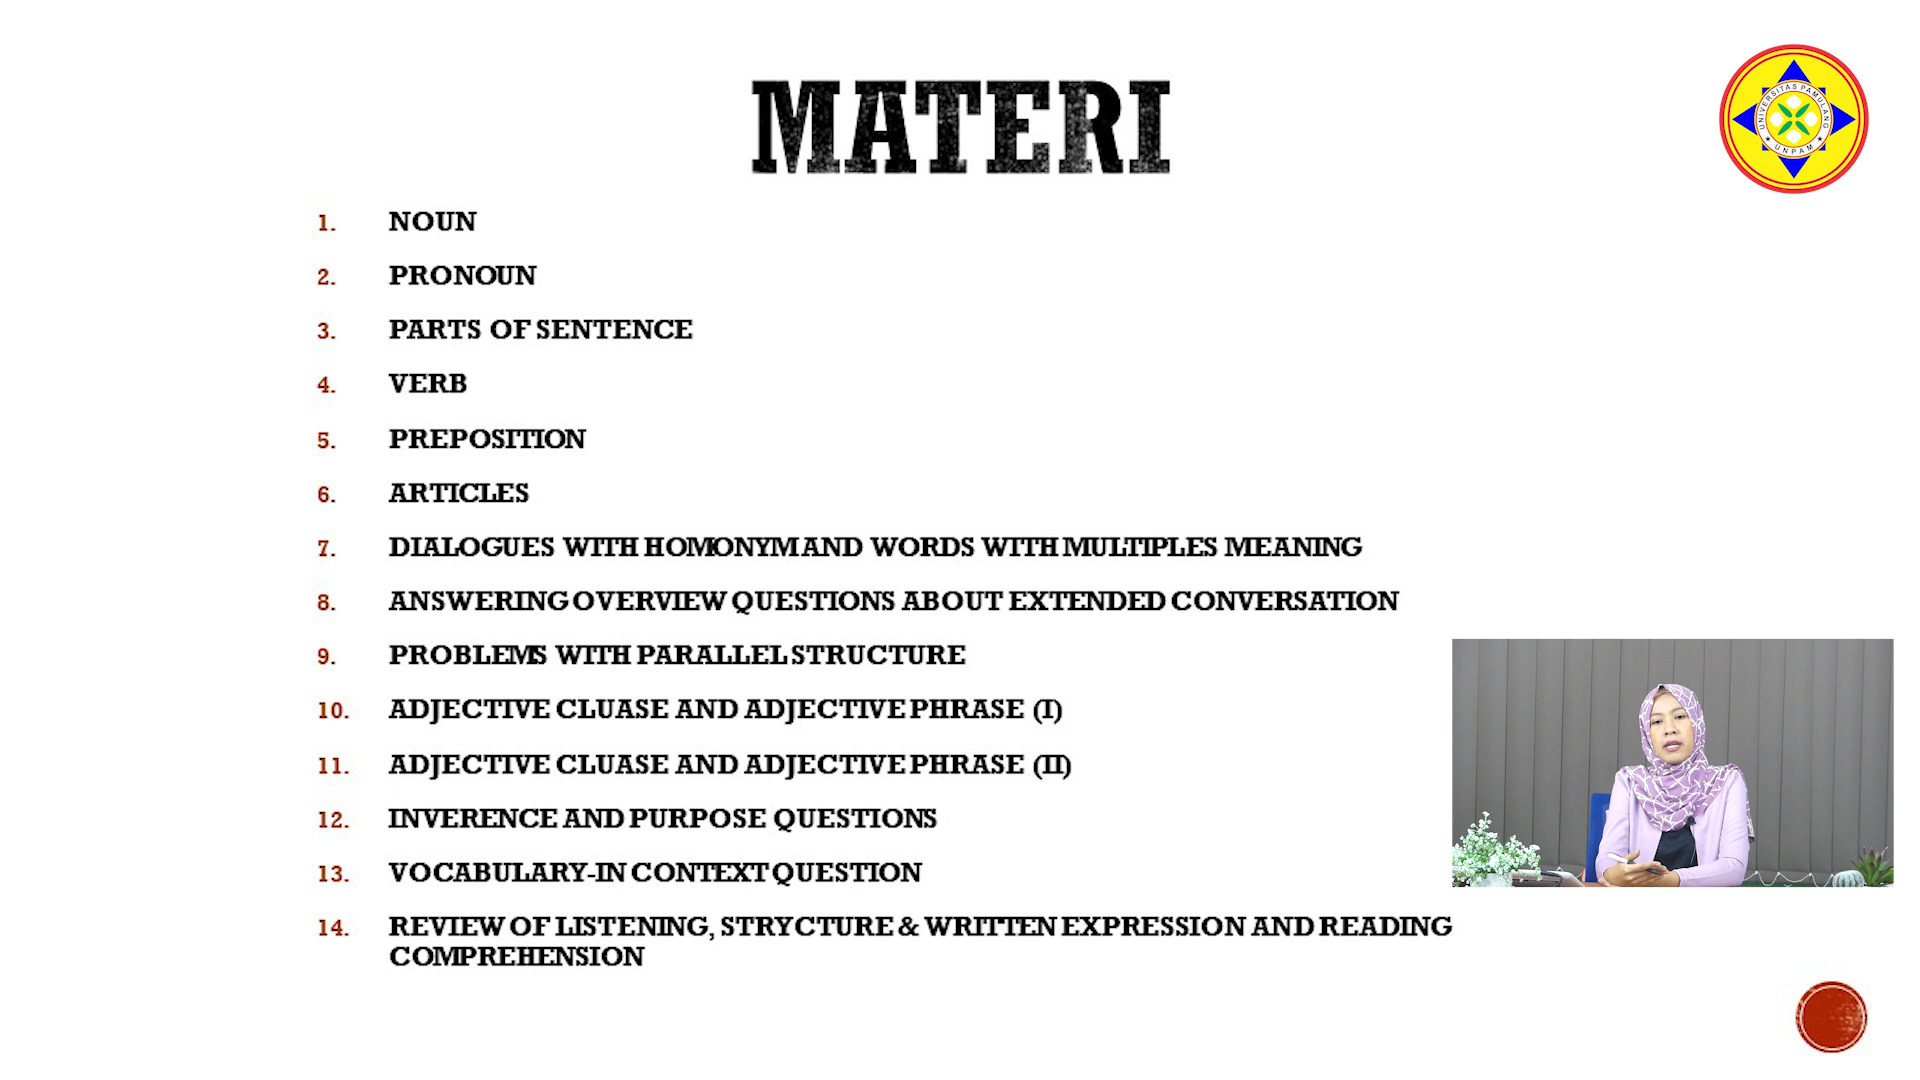 MATERI
UNIVERSITAS PAMULANG
★ UNPAM ★
1. NOUN
2. PRONOUN
3. PARTS OF SENTENCE
4. VERB
5. PREPOSITION
6. ARTICLES
7. DIALOGUES WITH HOMONYM AND WORDS WITH MULTIPLES MEANING
8. ANSWERING OVERVIEW QUESTIONS ABOUT EXTENDED CONVERSATION
9. PROBLEMS WITH PARALLEL STRUCTURE
10. ADJECTIVE CLUASE AND ADJECTIVE PHRASE (I)
11. ADJECTIVE CLUASE AND ADJECTIVE PHRASE (II)
12. INVERENCE AND PURPOSE QUESTIONS
13. VOCABULARY-IN CONTEXT QUESTION
14. REVIEW OF LISTENING, STRYCTURE & WRITTEN EXPRESSION AND READING
COMPREHENSION